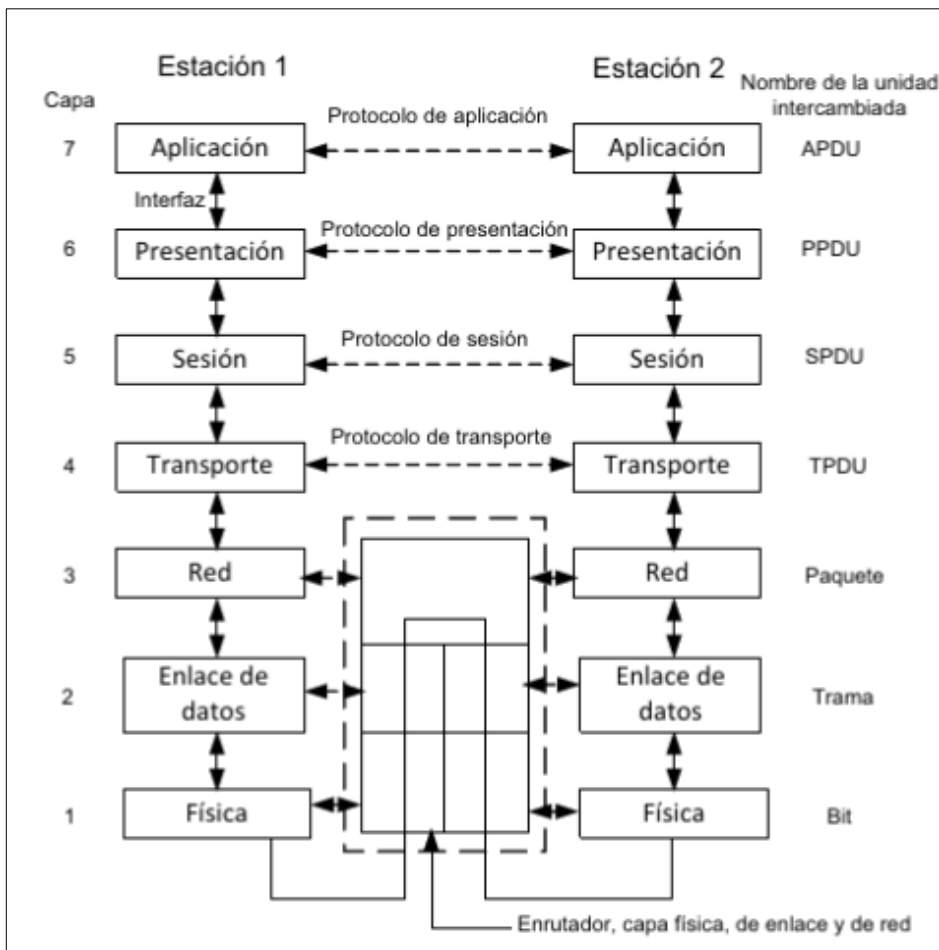 Estación 1
Estación 2
Nombre de la unidad
intercambiada
Capa
7
Aplicación
Protocolo de aplicación
Aplicación
APDU
Interfaz
6
Presentación
Protocolo de presentación
Presentación
PPDU
5
Sesión
Protocolo de sesión
Sesión
SPDU
4
Transporte
Protocolo de transporte
Transporte
TPDU
3
Red
Red
Paquete
2
Enlace de
datos
Enlace de
datos
Trama
1
Física
Física
Bit
Enrutador, capa física, de enlace y de red